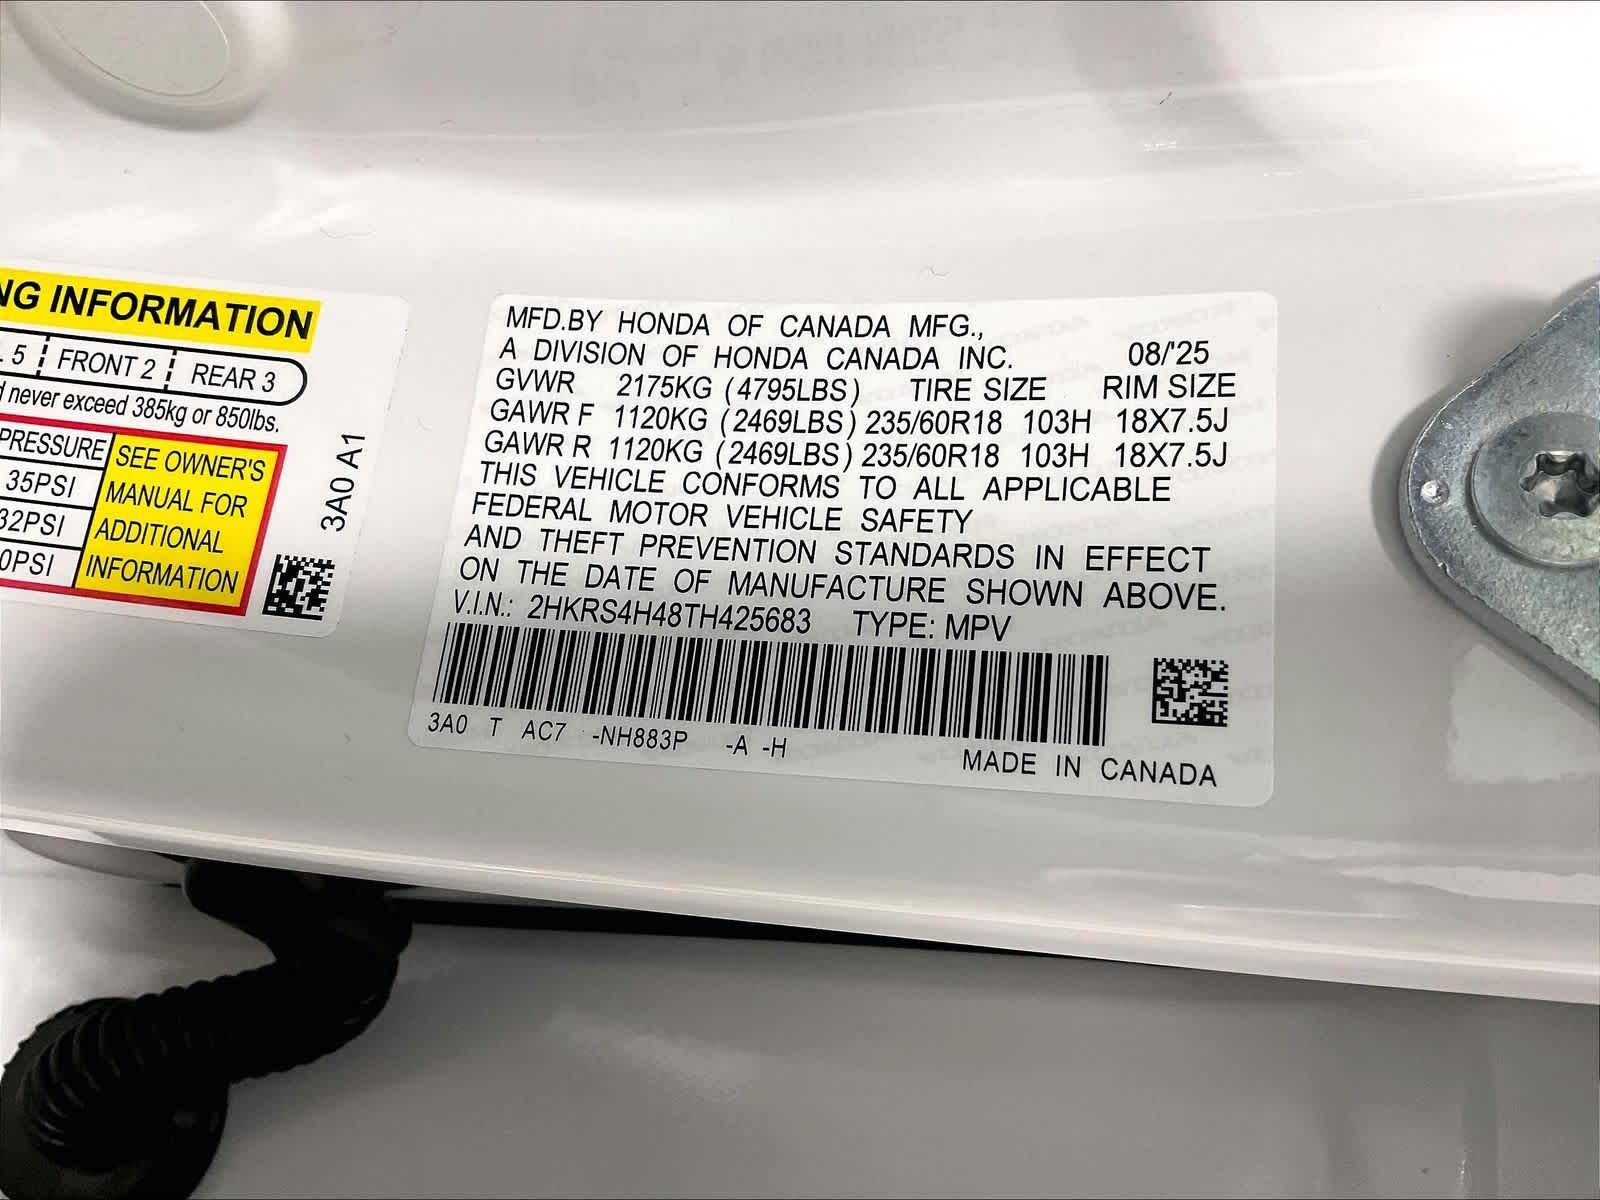 NG INFORMATION
5 FRONT 2 REAR 3
never exceed 385kg or 850lbs.
PRESSURE SEE OWNER'S
35PSI MANUAL FOR
32PSI ADDITIONAL
0PSI INFORMATION
3A0 A1
MFD.BY HONDA OF CANADA MFG.,
A DIVISION OF HONDA CANADA INC. 08/'25
GVWR 2175KG (4795LBS) TIRE SIZE RIM SIZE
GAWR F 1120KG (2469LBS) 235/60R18 103H 18X7.5J
GAWR R 1120KG (2469LBS) 235/60R18 103H 18X7.5J
THIS VEHICLE CONFORMS TO ALL APPLICABLE
FEDERAL MOTOR VEHICLE SAFETY
AND THEFT PREVENTION STANDARDS IN EFFECT
ON THE DATE OF MANUFACTURE SHOWN ABOVE.
V.I.N.: 2HKRS4H48TH425683 TYPE: MPV
3A0 T AC7 -NH883P -A -H
MADE IN CANADA